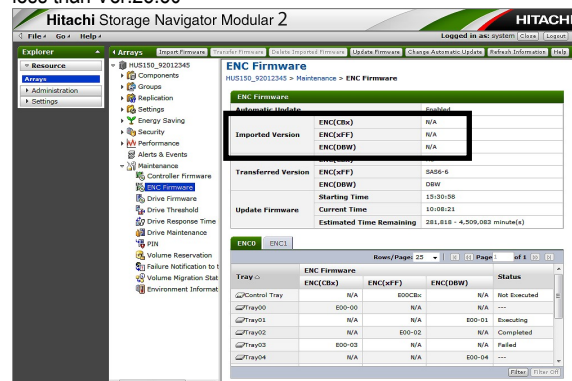 less than Ver.26.60
Hitachi Storage Navigator Modular 2
HITACHI
File Go Help
Logged in as: system Close Logout
Explorer
Resource
Arrays
Administration
Settings
Arrays Import Firmware Transfer Firmware Delete Imported Firmware Update Firmware Change Automatic Update Refresh Information Help
HUS150_92012345
Components
Groups
Replication
Settings
Energy Saving
Security
Performance
Alerts & Events
Maintenance
Controller Firmware
ENC Firmware
Drive Firmware
Drive Threshold
Drive Response Time
Drive Maintenance
PIN
Volume Reservation
Failure Notification to t
Volume Migration Stat
Environment Informat
ENC Firmware
HUS150_92012345 > Maintenance > ENC Firmware
ENC Firmware
Automatic Update Enabled
Imported Version ENC(CBx) N/A
ENC(xFF) N/A
ENC(DBW) N/A
Transferred Version ENC(xFF) SAS6-6
ENC(DBW) DBW
Update Firmware Starting Time 15:30:58
Current Time 10:08:21
Estimated Time Remaining 281,818 - 4,509,083 minute(s)
ENC0 ENC1
Rows/Page: 25 Page 1 of 1
Tray ENC Firmware Status
ENC(CBx) ENC(xFF) ENC(DBW)
Control Tray N/A E00CBx N/A Not Executed
Tray00 E00-00 N/A N/A ---
Tray01 N/A N/A E00-01 Executing
Tray02 N/A E00-02 N/A Completed
Tray03 E00-03 N/A N/A Failed
Tray04 N/A N/A E00-04 ---
Filter Filter Off